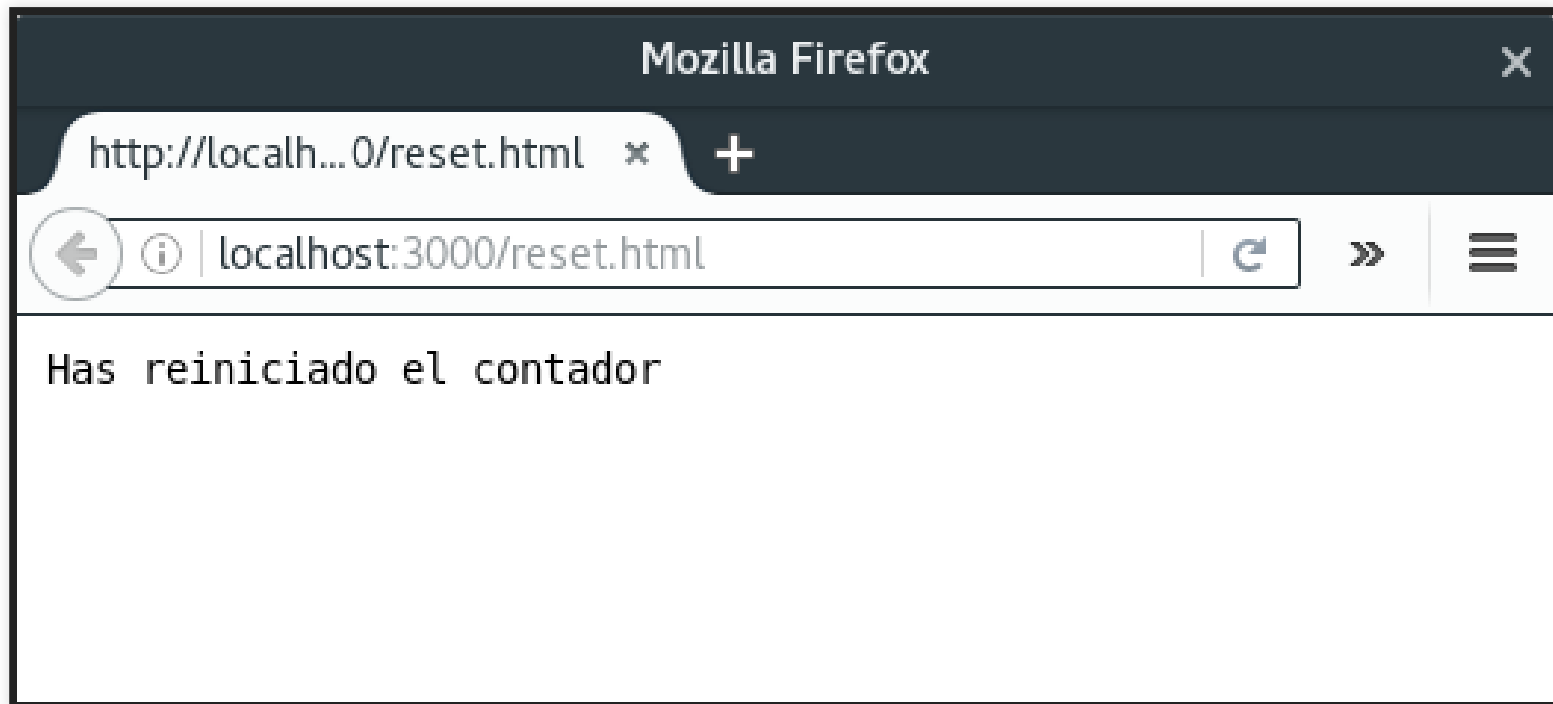 Mozilla Firefox
http://localh...0/reset.html
localhost:3000/reset.html
Has reiniciado el contador